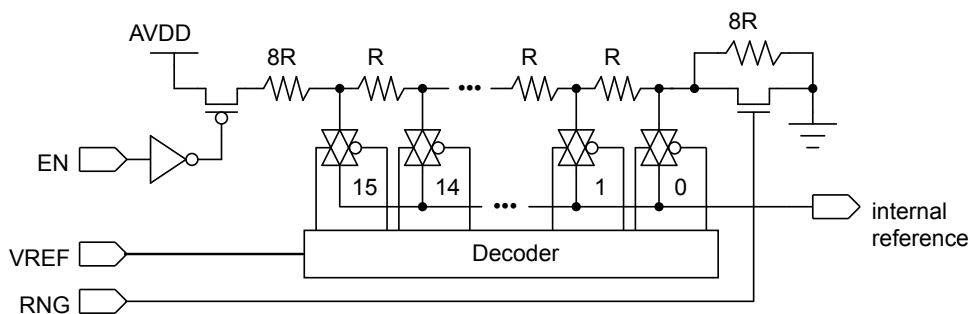 8R
AVDD
8R
R
R
R
•••
EN
15
14
1
0
•••
internal
reference
VREF
Decoder
RNG